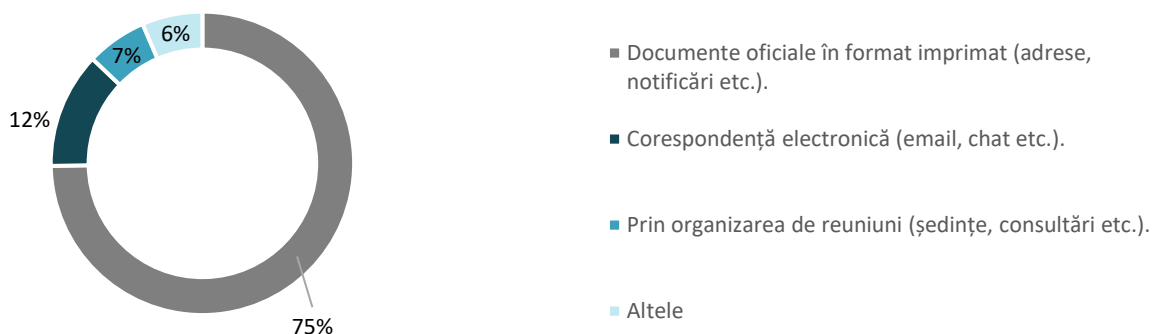 6%
7%
12%
75%
Documente oficiale în format imprimat (adrese,
notificări etc.).
Corespondență electronică (email, chat etc.).
Prin organizarea de reuniuni (ședințe, consultări etc.).
Altele